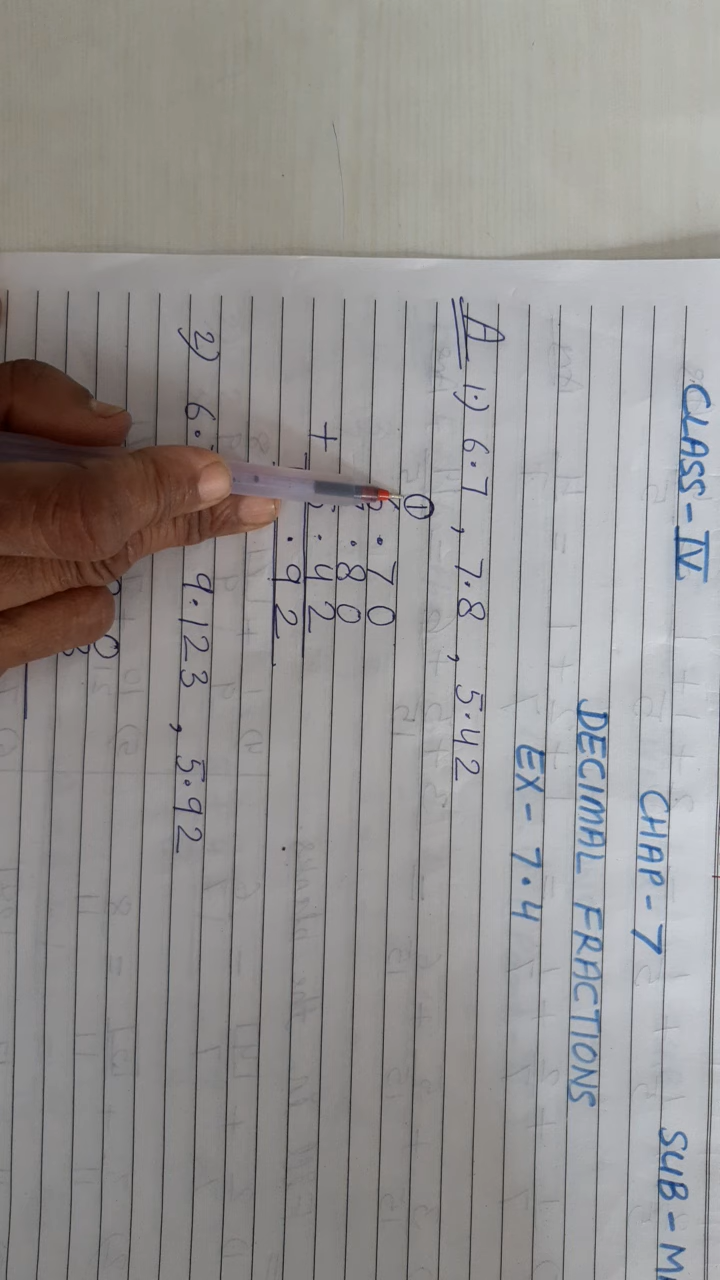 CLASS-IV CHAP-7 SUB-M
DECIMAL FRACTIONS
EX-7.4
A 1.) 6.7, 7.8, 5.42
1
.70
.80
+ .42
.92
2) 6. 9.123, 5.92